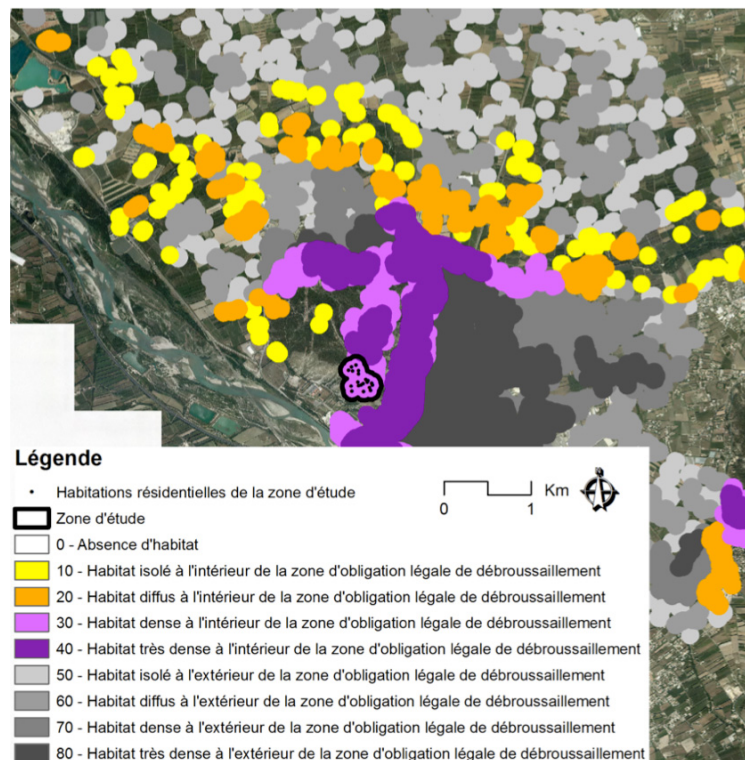 Légende
Habitations résidentielles de la zone d'étude
Zone d'étude
0 - Absence d'habitat
10 - Habitat isolé à l'intérieur de la zone d'obligation légale de débroussaillement
20 - Habitat diffus à l'intérieur de la zone d'obligation légale de débroussaillement
30 - Habitat dense à l'intérieur de la zone d'obligation légale de débroussaillement
40 - Habitat très dense à l'intérieur de la zone d'obligation légale de débroussaillement
50 - Habitat isolé à l'extérieur de la zone d'obligation légale de débroussaillement
60 - Habitat diffus à l'extérieur de la zone d'obligation légale de débroussaillement
70 - Habitat dense à l'extérieur de la zone d'obligation légale de débroussaillement
80 - Habitat très dense à l'extérieur de la zone d'obligation légale de débroussaillement
Km
0 1